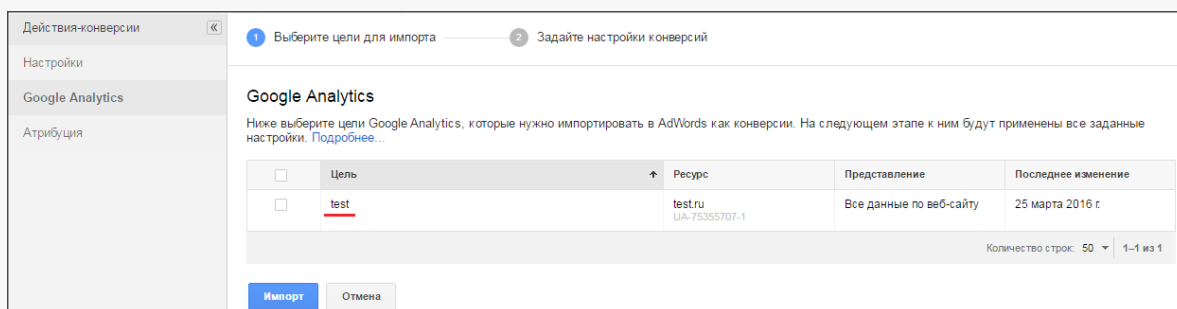 Действия-конверсии
Настройки
Google Analytics
Атрибуция
1 Выберите цели для импорта 2 Задайте настройки конверсий
Google Analytics
Ниже выберите цели Google Analytics, которые нужно импортировать в AdWords как конверсии. На следующем этапе к ним будут применены все заданные
настройки. Подробнее...
Цель Ресурс Представление Последнее изменение
test test.ru Все данные по веб-сайту 25 марта 2016 г.
UA-75355707-1
Количество строк: 50 1–1 из 1
Импорт Отмена